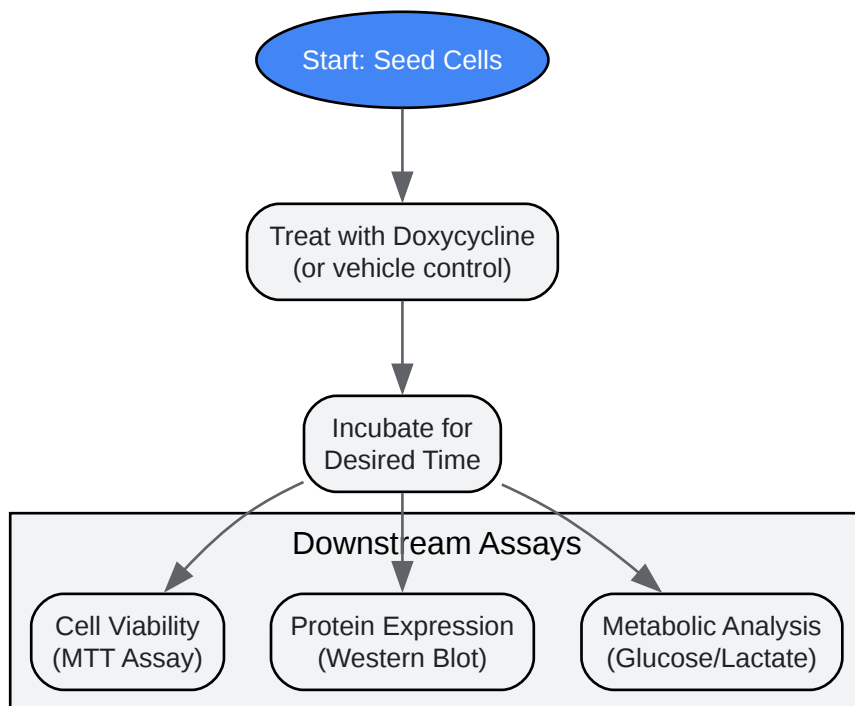 Start: Seed Cells
Treat with Doxycycline
(or vehicle control)
Incubate for
Desired Time
Downstream Assays
Cell Viability
(MTT Assay)
Protein Expression
(Western Blot)
Metabolic Analysis
(Glucose/Lactate)